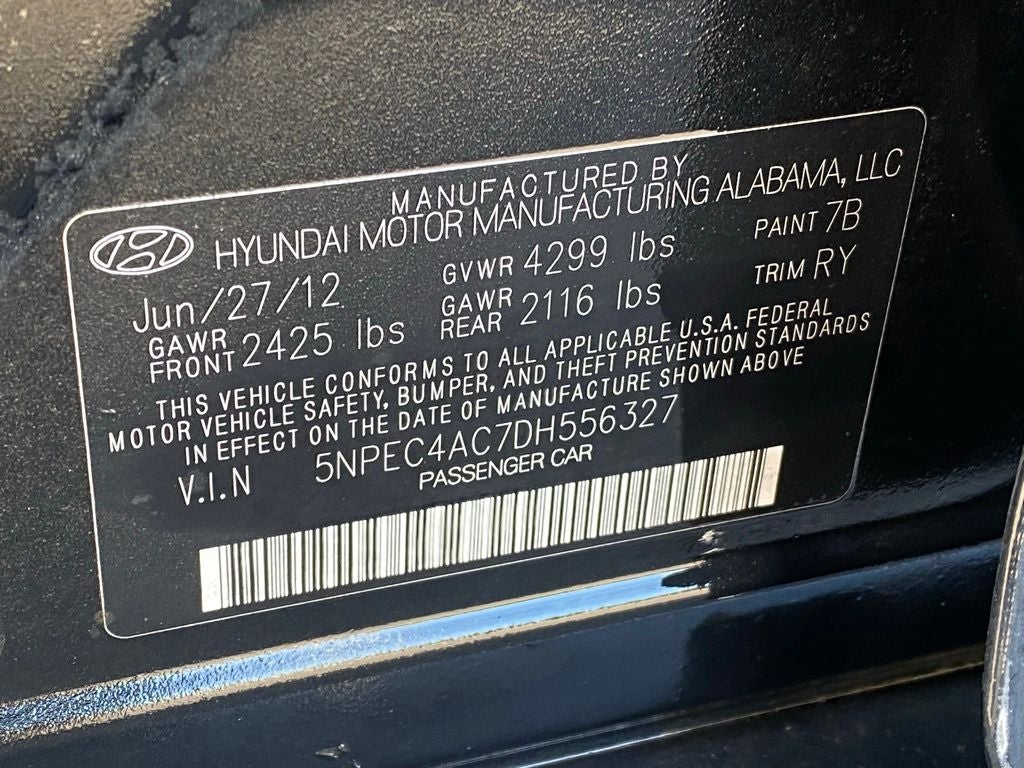 MANUFACTURED BY
HYUNDAI MOTOR MANUFACTURING ALABAMA, LLC
Jun/27/12 GVWR 4299 lbs PAINT 7B
GAWR FRONT 2425 lbs GAWR REAR 2116 lbs TRIM RY
THIS VEHICLE CONFORMS TO ALL APPLICABLE U.S.A. FEDERAL
MOTOR VEHICLE SAFETY, BUMPER, AND THEFT PREVENTION STANDARDS
IN EFFECT ON THE DATE OF MANUFACTURE SHOWN ABOVE
V.I.N 5NPEC4AC7DH556327
PASSENGER CAR